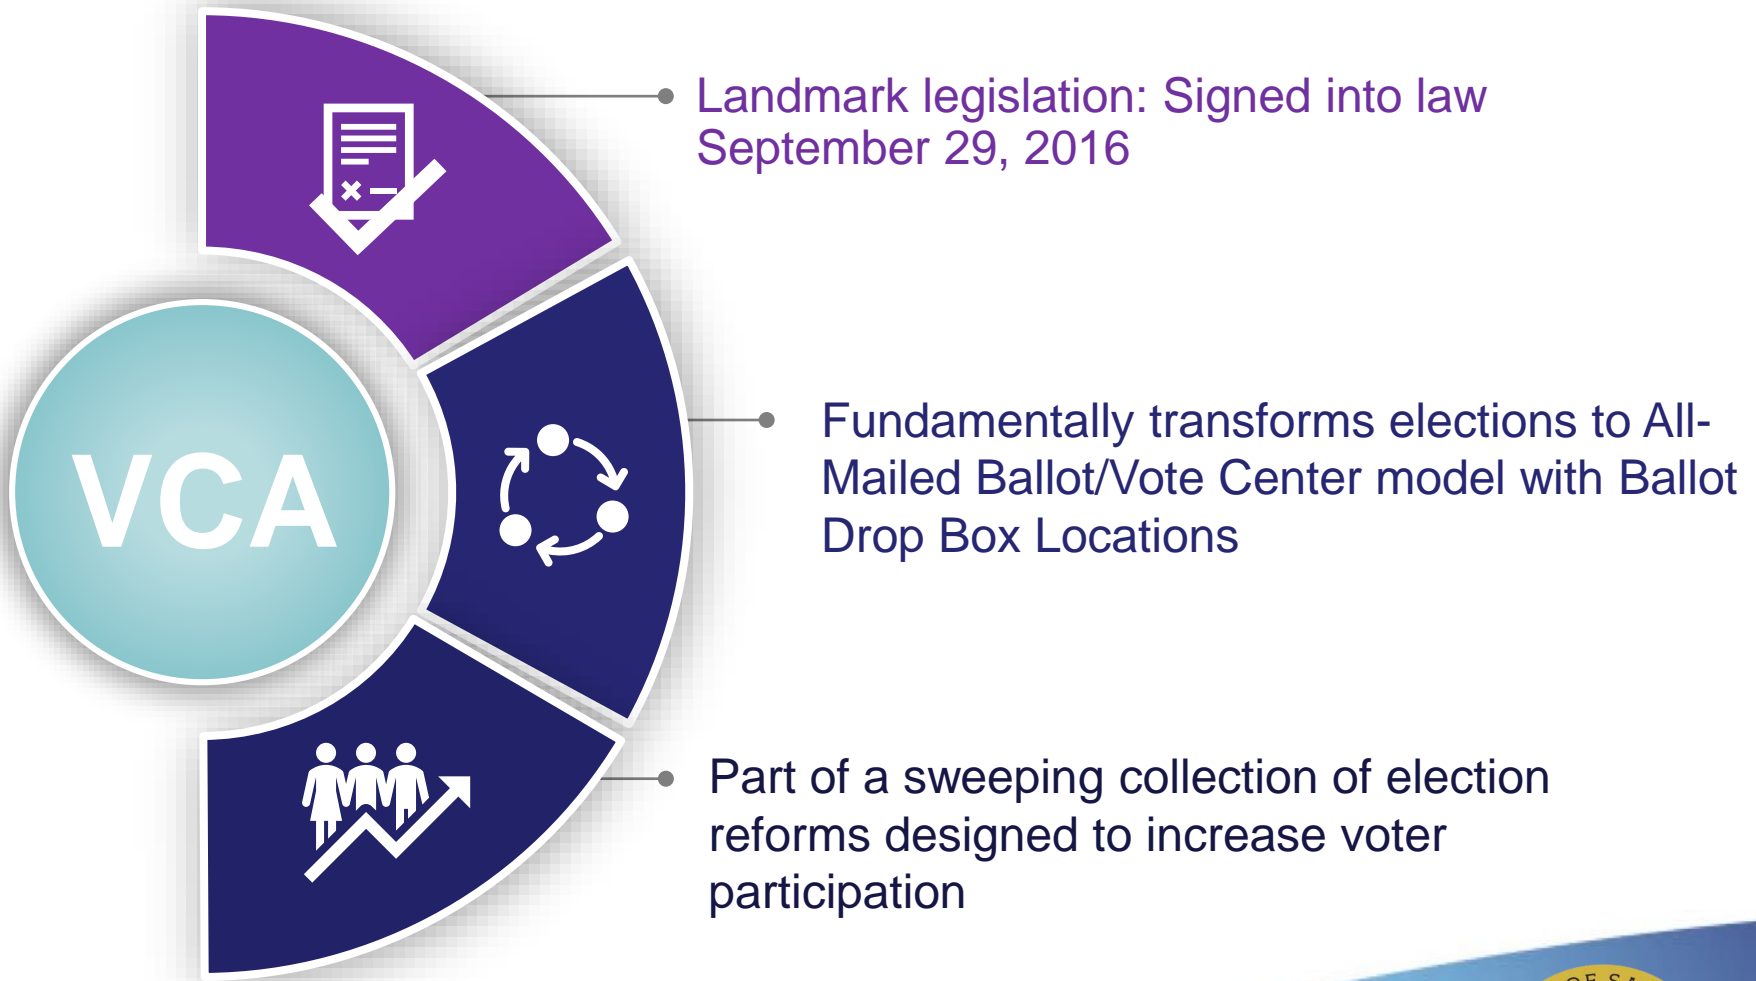 Landmark legislation: Signed into law
September 29, 2016
VCA
Fundamentally transforms elections to All-
Mailed Ballot/Vote Center model with Ballot
Drop Box Locations
Part of a sweeping collection of election
reforms designed to increase voter
participation
OF